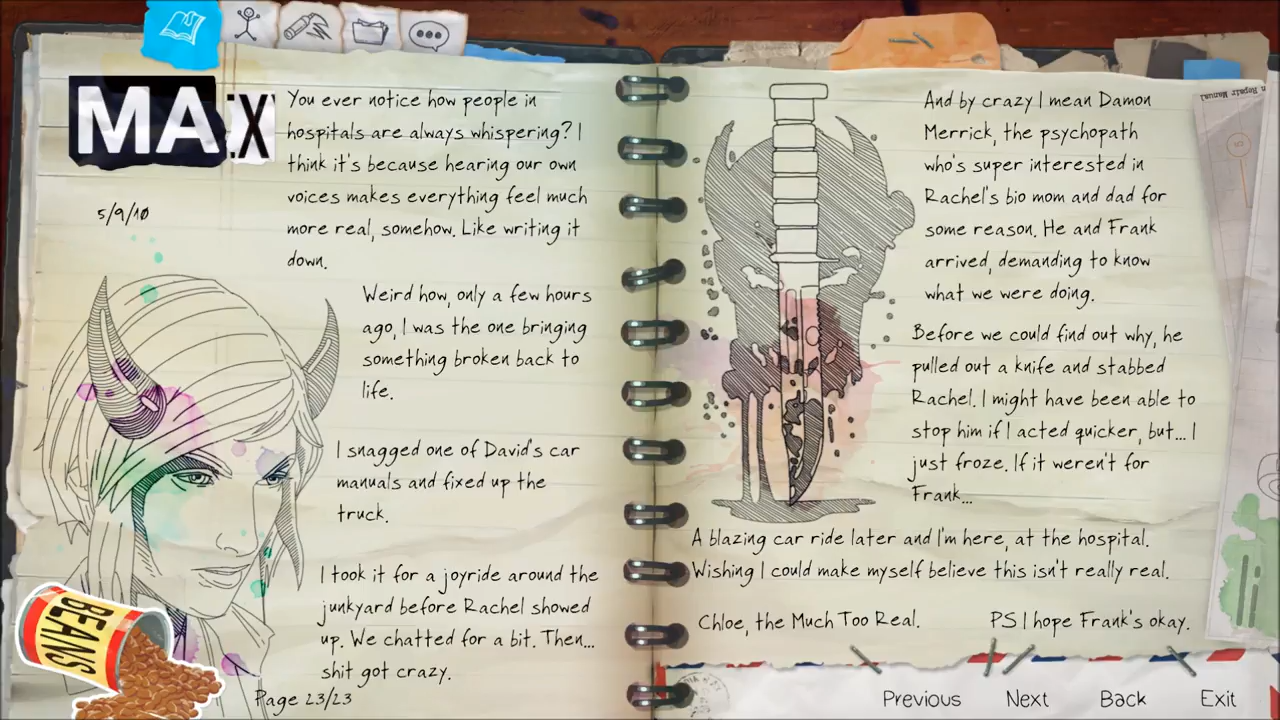 MAX
5/9/10
You ever notice how people in
hospitals are always whispering? I
think it's because hearing our own
voices makes everything feel much
more real, somehow. Like writing it
down.
Weird how, only a few hours
ago, I was the one bringing
something broken back to
life.
I snagged one of David's car
manuals and fixed up the
truck.
I took it for a joyride around the
junkyard before Rachel showed
up. We chatted for a bit. Then...
shit got crazy.
BEANS
Page 23/23
And by crazy I mean Damon
Merrick, the psychopath
who's super interested in
Rachel's bio mom and dad for
some reason. He and Frank
arrived, demanding to know
what we were doing.
Before we could find out why, he
pulled out a knife and stabbed
Rachel. I might have been able to
stop him if I acted quicker, but... I
just froze. If it weren't for
Frank...
A blazing car ride later and I'm here, at the hospital.
Wishing I could make myself believe this isn't really real.
Chloe, the Much Too Real.
PS I hope Frank's okay.
n Repair Manual
Previous Next Back Exit